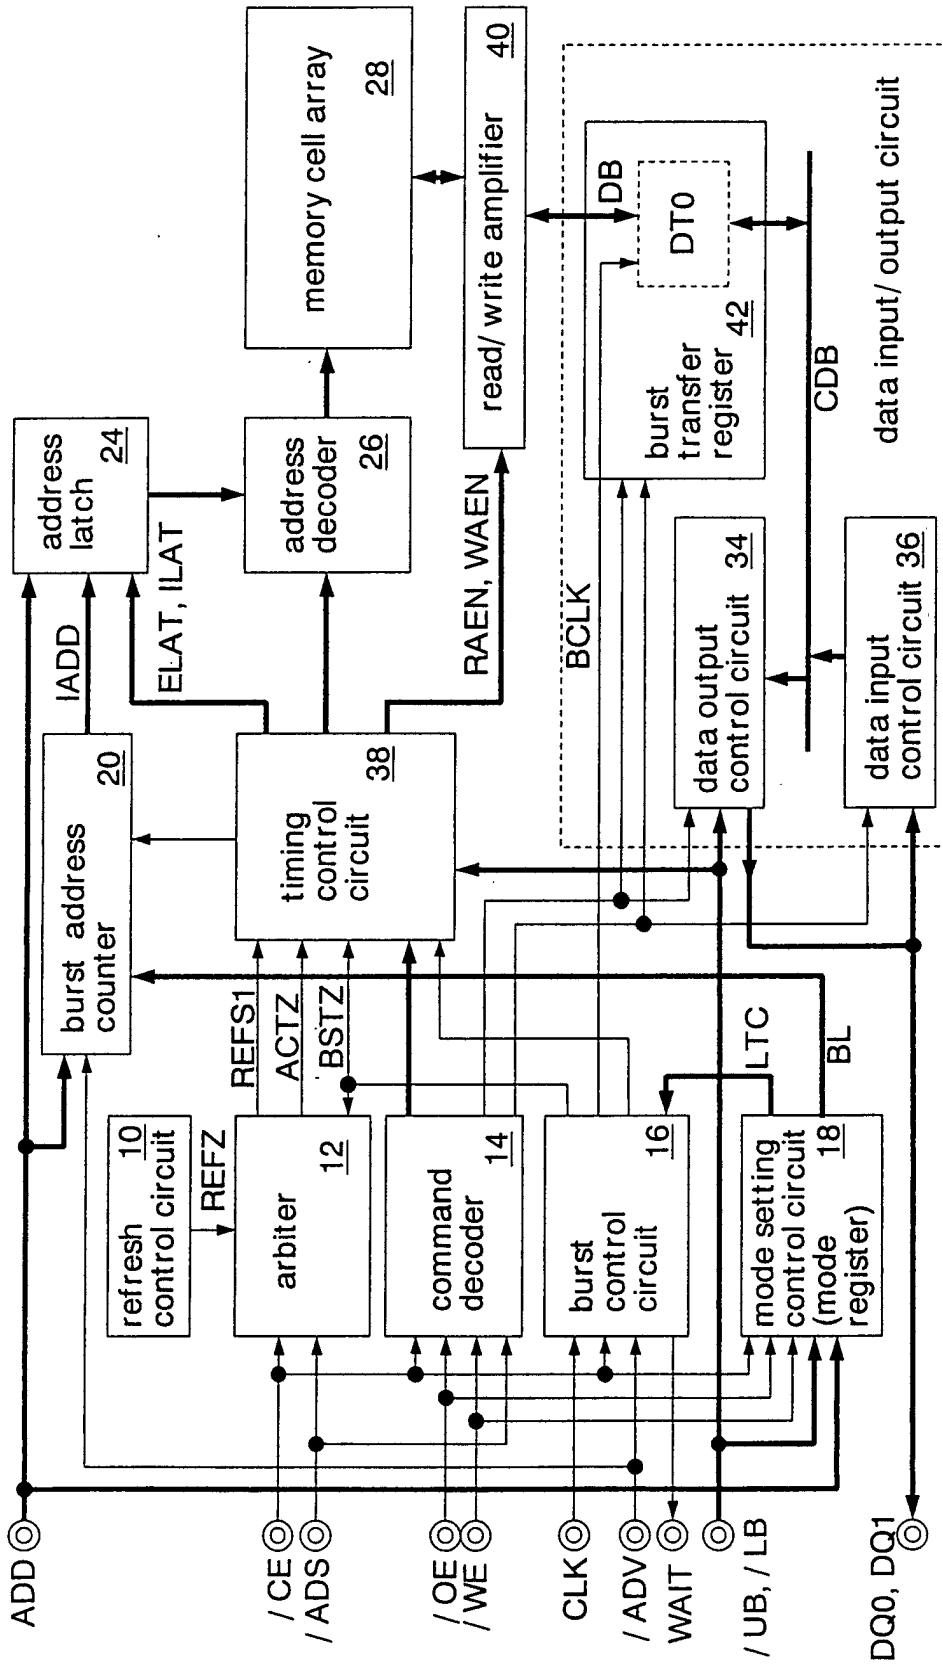 ADD
/ CE
/ ADS
/ OE
/ WE
CLK
/ ADV
WAIT
/ UB, / LB
DQ0, DQ1
refresh
control circuit
10
REFZ
arbiter
12
command
decoder
14
burst
control
circuit
16
mode setting
control circuit
(mode
register)
18
REFS1
ACTZ
BSTZ
LTC
BL
burst address
counter
20
timing
control
circuit
38
IADD
ELAT, ILAT
RAEN, WAEN
BCLK
data output
control circuit
34
data input
control circuit
36
address
latch
24
address
decoder
26
memory cell array
28
read/ write amplifier
40
DB
DT0
burst
transfer
register
42
CDB
data input/ output circuit